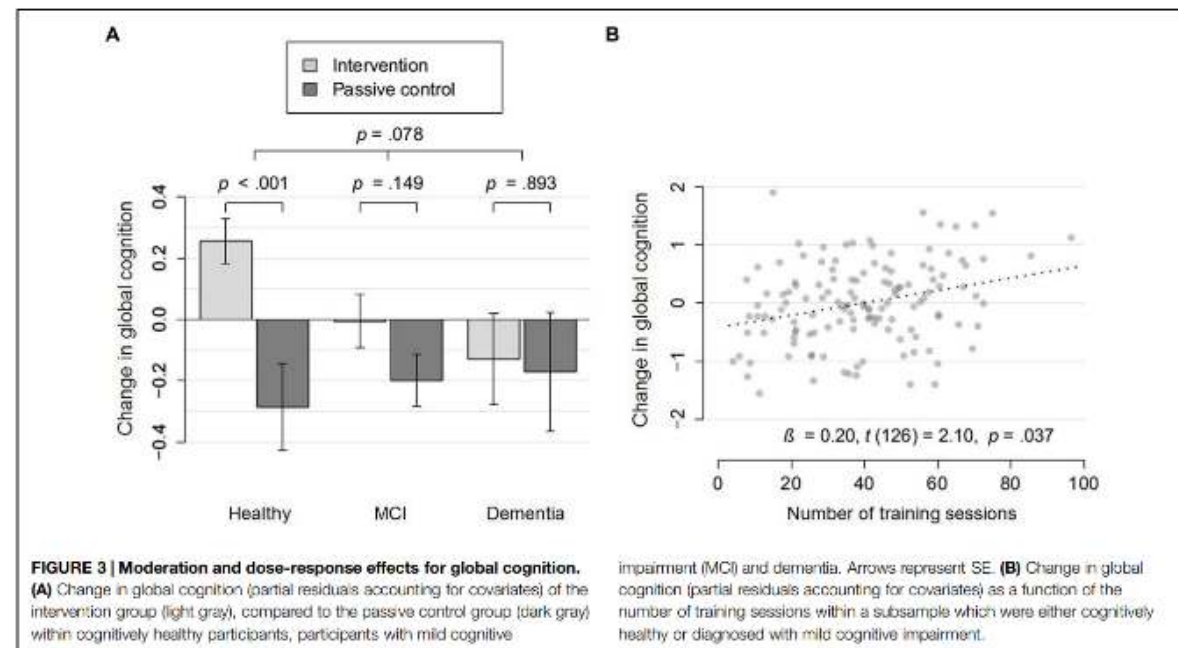 A
Intervention
Passive control
p = .078
p < .001
p = .149
p = .893
Change in global cognition
0.4
0.2
0.0
−0.2
−0.4
Healthy
MCI
Dementia
B
Change in global cognition
2
1
0
−1
−2
ß = 0.20, t (126) = 2.10, p = .037
0
20
40
60
80
100
Number of training sessions
FIGURE 3 | Moderation and dose-response effects for global cognition.
(A) Change in global cognition (partial residuals accounting for covariates) of the
intervention group (light gray), compared to the passive control group (dark gray)
within cognitively healthy participants, participants with mild cognitive
impairment (MCI) and dementia. Arrows represent SE. (B) Change in global
cognition (partial residuals accounting for covariates) as a function of the
number of training sessions within a subsample which were either cognitively
healthy or diagnosed with mild cognitive impairment.